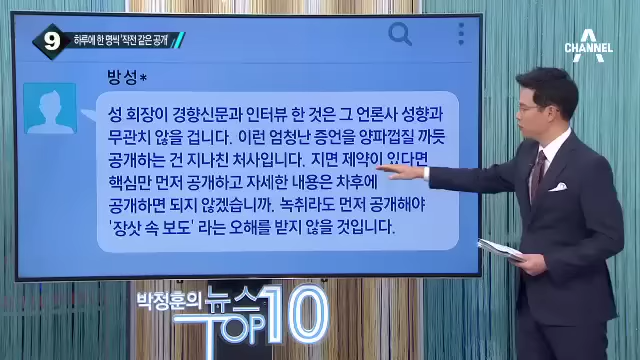 9 하루에 한 명씩 '직전 같은 공개'
CHANNEL A
방성*
성 회장이 경향신문과 인터뷰 한 것은 그 언론사 성향과
무관치 않을 겁니다. 이런 엄청난 증언을 양파껍질 까듯
공개하는 건 지나친 처사입니다. 지면 제약이 있다면
핵심만 먼저 공개하고 자세한 내용은 차후에
공개하면 되지 않겠습니까. 녹취라도 먼저 공개해야
'장삿 속 보도' 라는 오해를 받지 않을 것입니다.
박정훈의 뉴스
TOP10